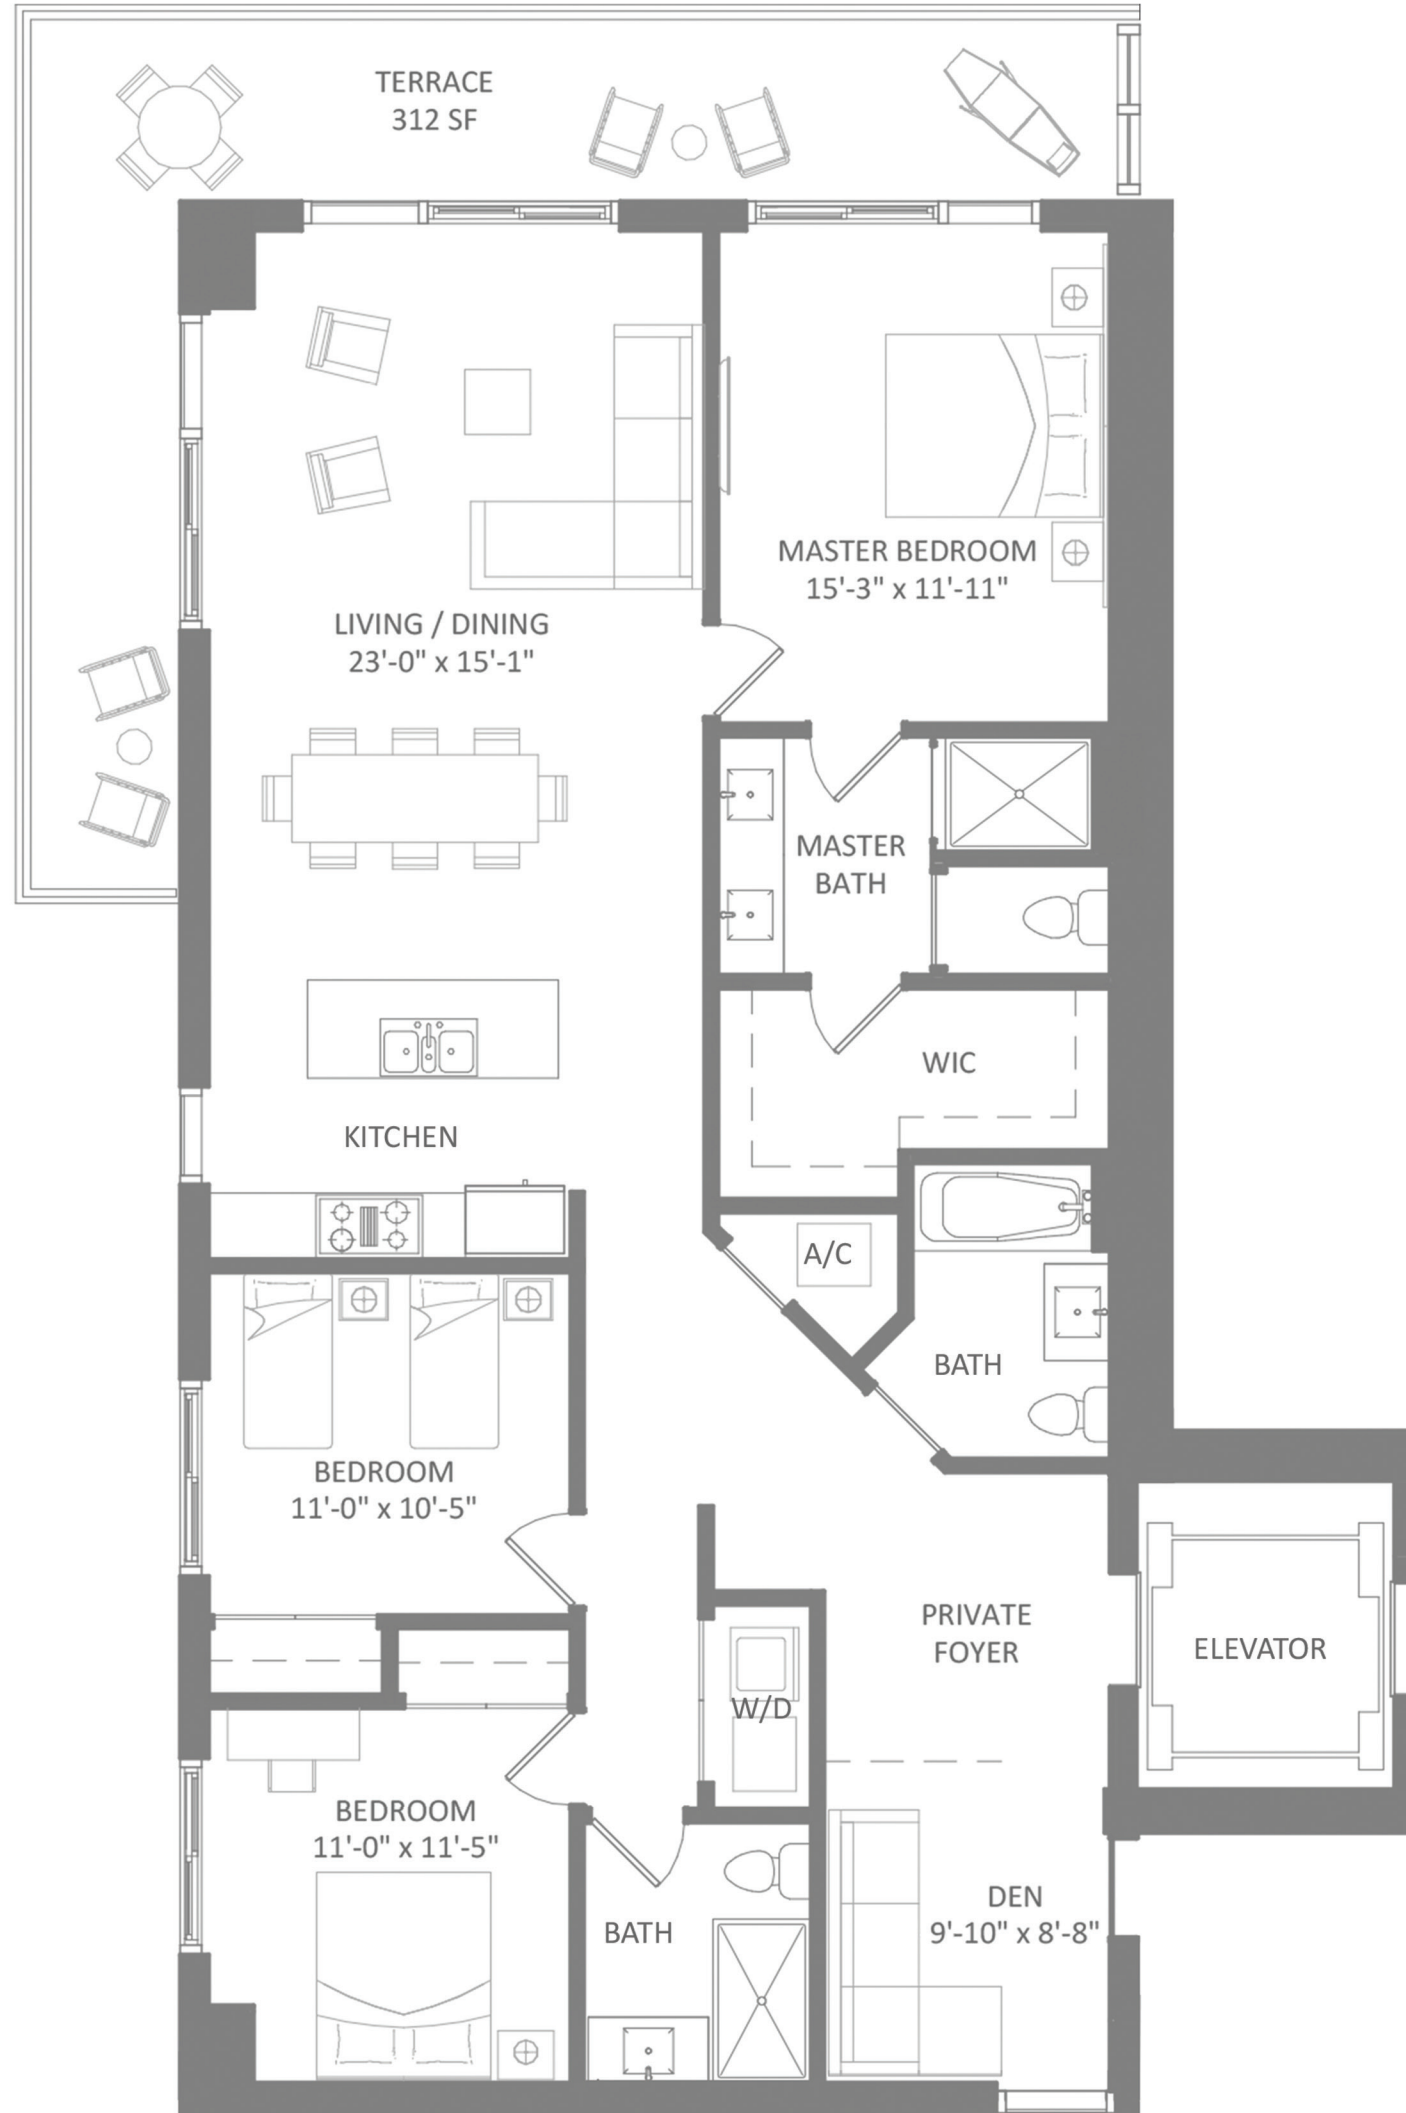 TERRACE
312 SF
MASTER BEDROOM
15'-3" x 11'-11"
LIVING / DINING
23'-0" x 15'-1"
MASTER
BATH
WIC
KITCHEN
A/C
BATH
BEDROOM
11'-0" x 10'-5"
PRIVATE
FOYER
ELEVATOR
W/D
BEDROOM
11'-0" x 11'-5"
DEN
9'-10" x 8'-8"
BATH